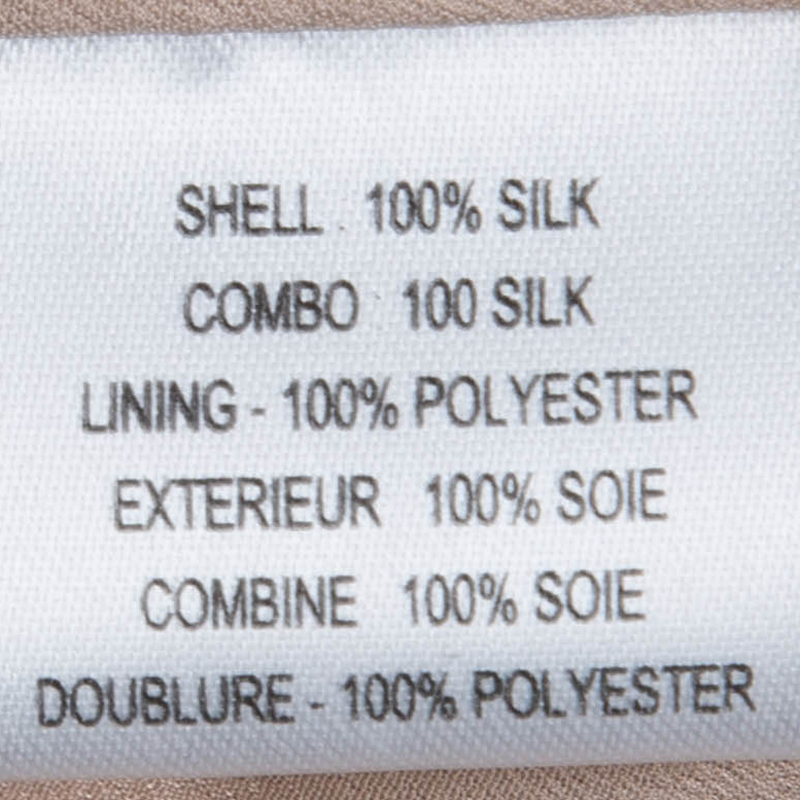 SHELL . 100% SILK
COMBO 100 SILK
LINING - 100% POLYESTER
EXTERIEUR 100% SOIE
COMBINE 100% SOIE
DOUBLURE - 100% POLYESTER